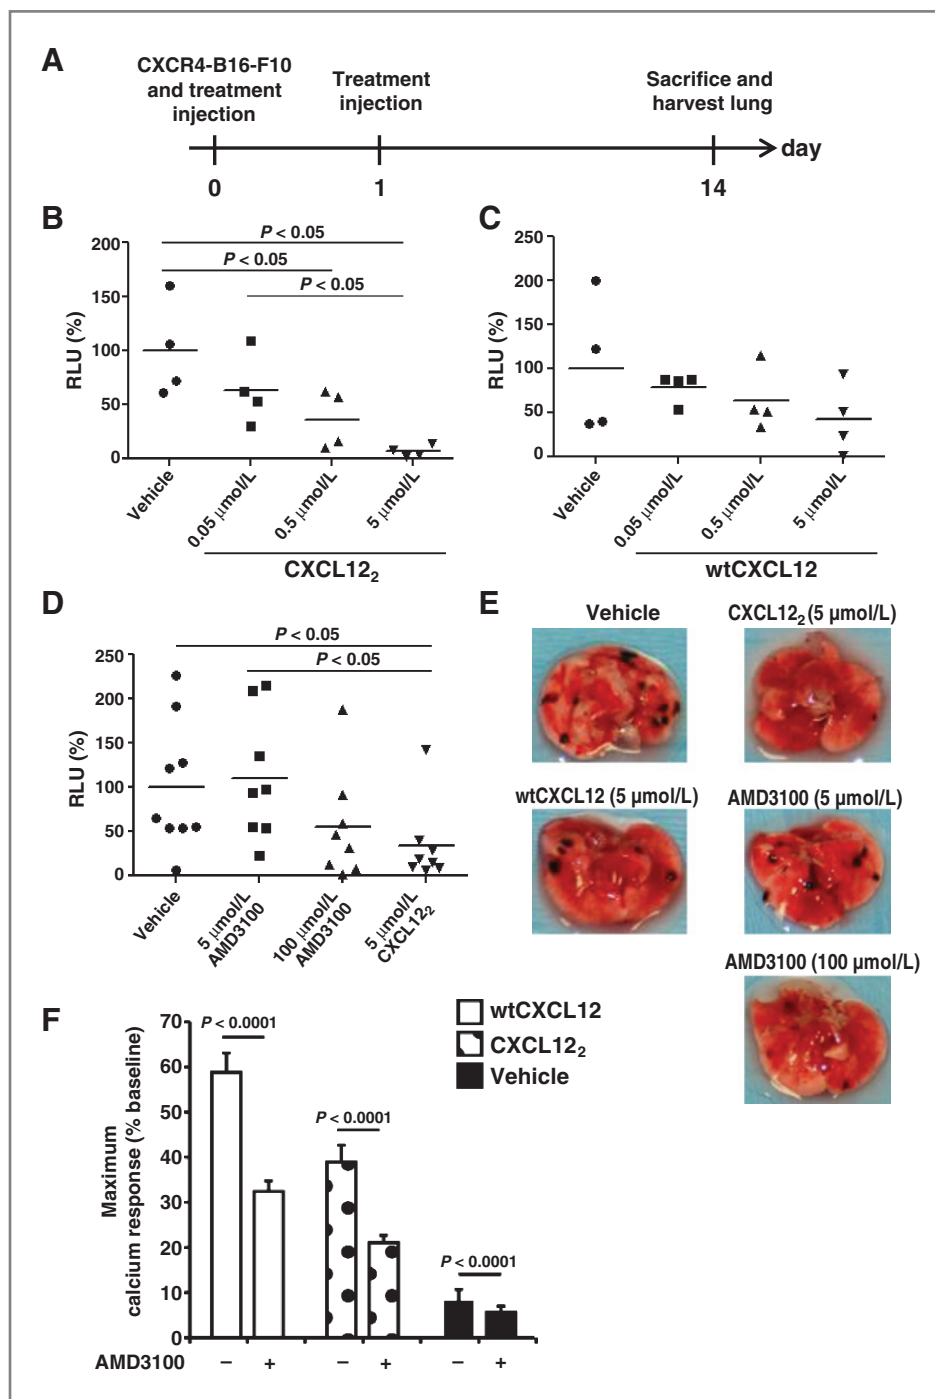 A
CXCR4-B16-F10
and treatment
injection
Treatment
injection
Sacrifice and
harvest lung
day
0
1
14
B
P < 0.05
P < 0.05
P < 0.05
RLU (%)
200
150
100
50
0
Vehicle
0.05 µmol/L
0.5 µmol/L
5 µmol/L
CXCL12₂
C
RLU (%)
250
200
150
100
50
0
Vehicle
0.05 µmol/L
0.5 µmol/L
5 µmol/L
wtCXCL12
D
P < 0.05
P < 0.05
RLU (%)
250
200
150
100
50
0
Vehicle
5 µmol/L
AMD3100
100 µmol/L
AMD3100
5 µmol/L
CXCL12₂
E
Vehicle
CXCL12₂ (5 µmol/L)
wtCXCL12 (5 µmol/L)
AMD3100 (5 µmol/L)
AMD3100 (100 µmol/L)
F
wtCXCL12
CXCL12₂
Vehicle
Maximum
calcium response (% baseline)
70
60
50
40
30
20
10
0
P < 0.0001
P < 0.0001
P < 0.0001
AMD3100 – + – + – +